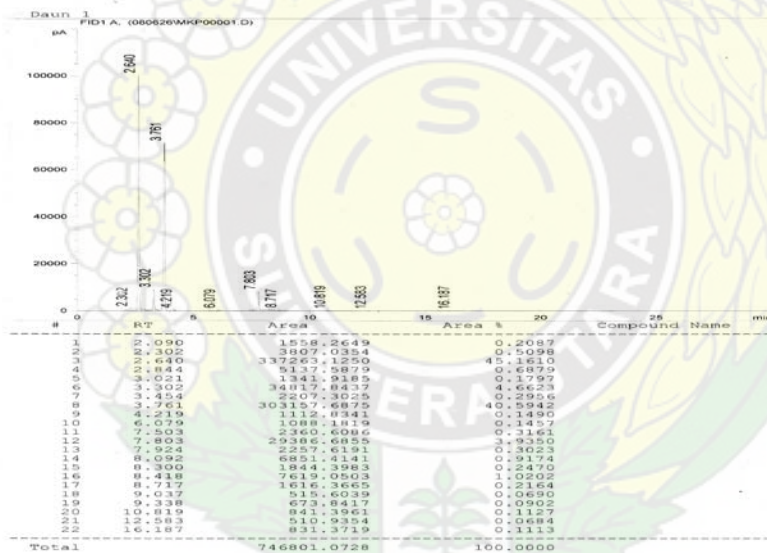 Daun 1
FID1 A, (080626\MKP00001.D)
pA
100000
80000
60000
40000
20000
0
2.302
2.640
3.302
3.761
4.219
6.079
7.803
8.717
10.819
12.583
16.187
0 5 10 15 20 25 min
# RT Area Area % Compound Name
1 2.090 1558.2649 0.2087
2 2.302 3807.0354 0.5098
3 2.640 337263.1250 45.1610
4 2.844 5137.5879 0.6879
5 3.021 1341.9185 0.1797
6 3.302 34817.8437 4.6623
7 3.454 2207.3025 0.2956
8 3.761 303157.6875 40.5942
9 4.219 1112.8341 0.1490
10 6.079 1088.1819 0.1457
11 7.503 2360.6086 0.3161
12 7.803 29386.6855 3.9350
13 7.924 2257.6191 0.3023
14 8.092 6851.4141 0.9174
15 8.300 1844.3983 0.2470
16 8.418 7619.0503 1.0202
17 8.717 1616.3665 0.2164
18 9.037 515.6039 0.0690
19 9.338 673.8417 0.0902
20 10.819 841.3961 0.1127
21 12.583 510.9354 0.0684
22 16.187 831.3719 0.1113
Total 746801.0728 100.0000
UNIVERSITAS
SUMATERA UTARA